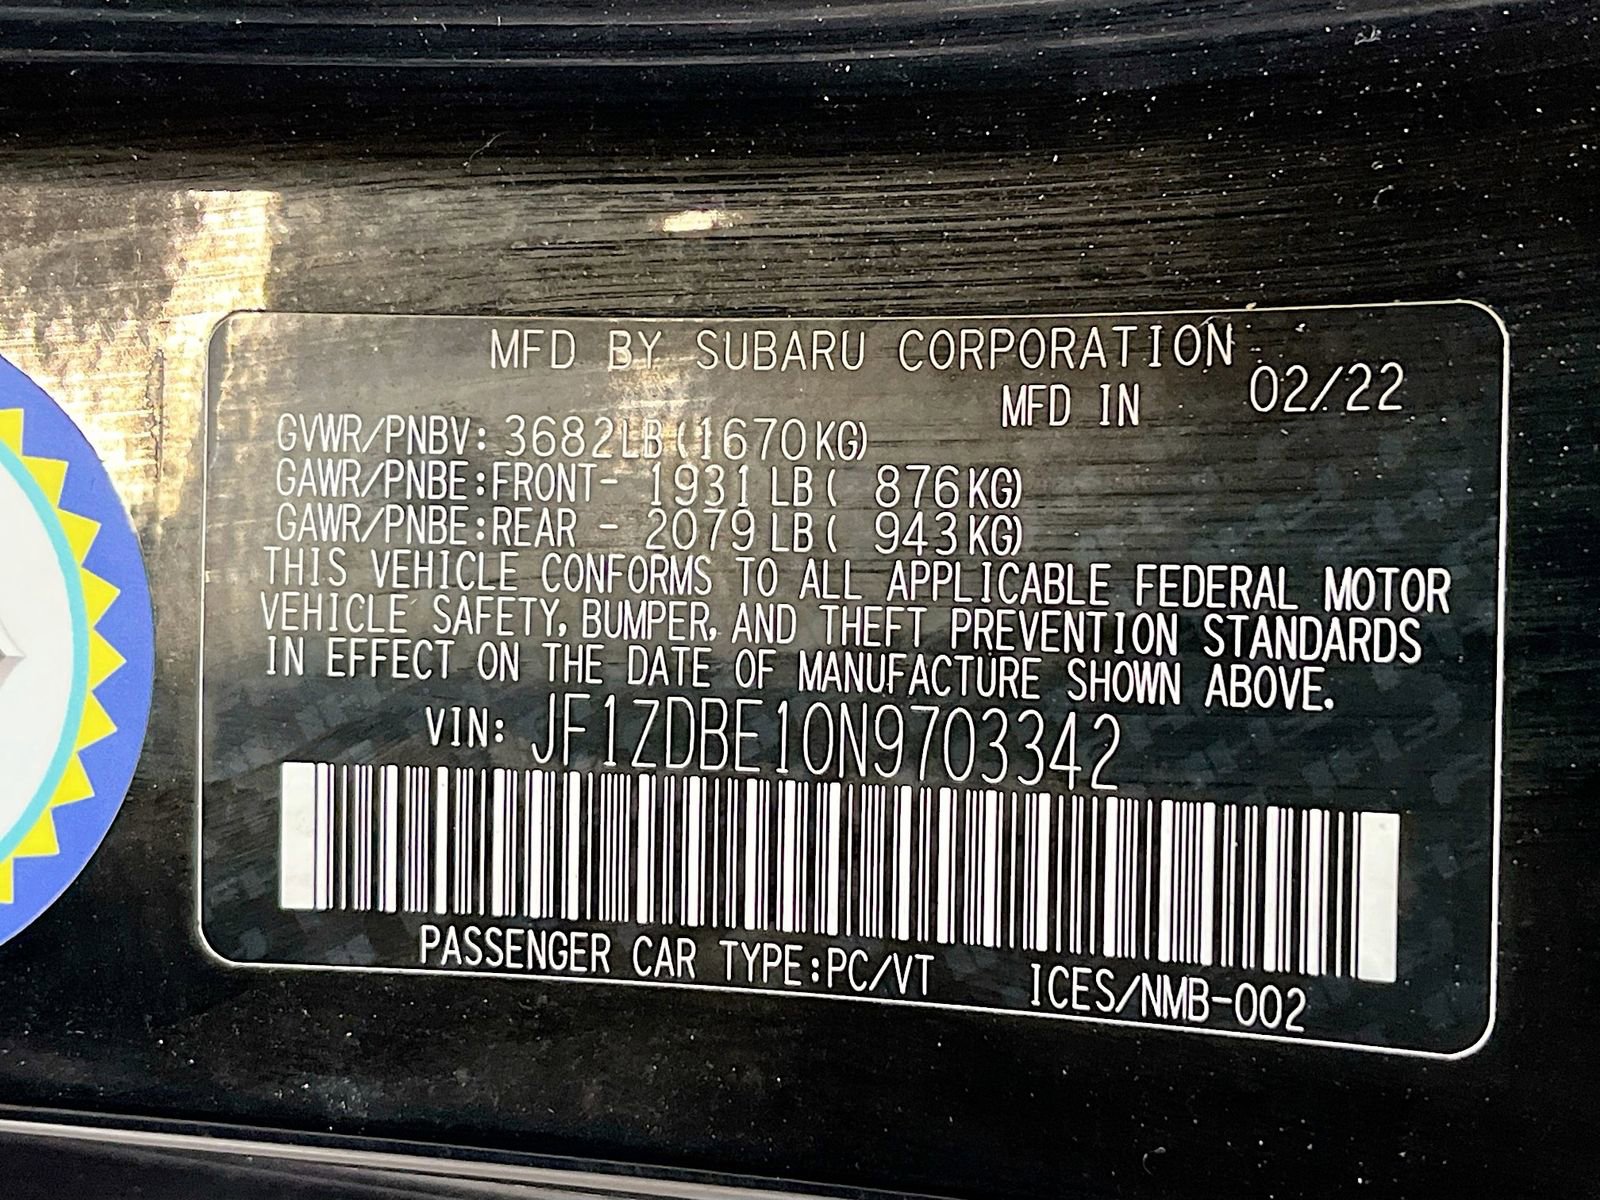 MFD BY SUBARU CORPORATION
MFD IN 02/22
GVWR/PNBV: 3682LB(1670KG)
GAWR/PNBE:FRONT- 1931LB( 876KG)
GAWR/PNBE:REAR - 2079LB( 943KG)
THIS VEHICLE CONFORMS TO ALL APPLICABLE FEDERAL MOTOR
VEHICLE SAFETY, BUMPER, AND THEFT PREVENTION STANDARDS
IN EFFECT ON THE DATE OF MANUFACTURE SHOWN ABOVE.
VIN: JF1ZDBE10N9703342
PASSENGER CAR TYPE:PC/VT ICES/NMB-002